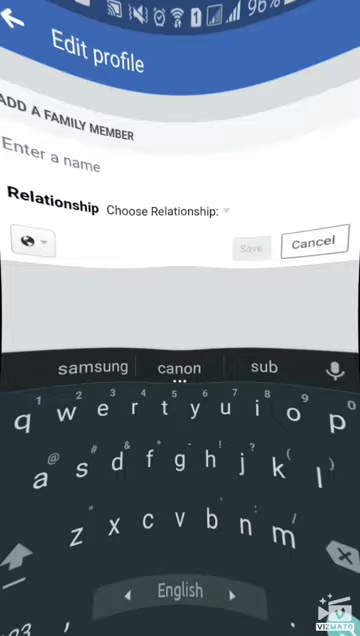 1 96%
Edit profile
ADD A FAMILY MEMBER
Enter a name
Relationship Choose Relationship:
Save Cancel
samsung canon sub
1 2 3 4 5 6 7 8 9 0
q w e r t y u i o p
@ # & * - ! ? ( )
a s d f g h j k l
z x c v b n m
English
VIZMATO